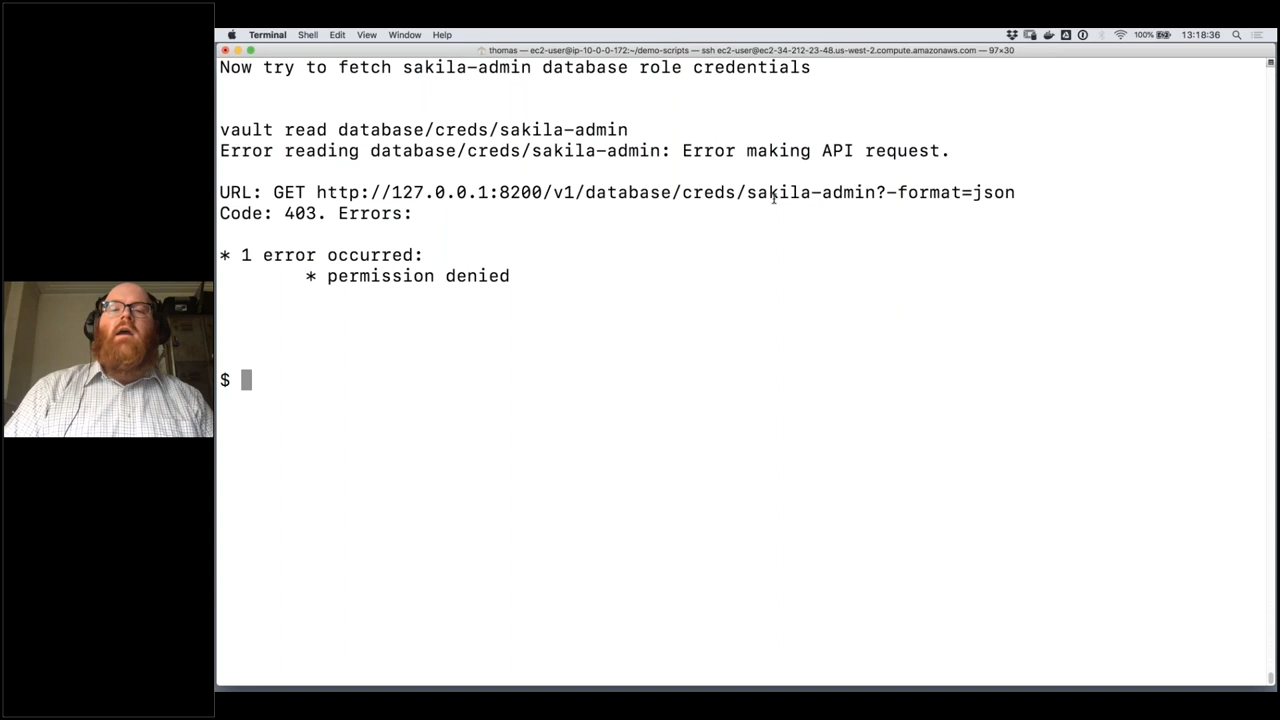 Terminal Shell Edit View Window Help 100% 13:18:36
thomas — ec2-user@ip-10-0-0-172:~/demo-scripts — ssh ec2-user@ec2-34-212-23-48.us-west-2.compute.amazonaws.com — 97×30
Now try to fetch sakila-admin database role credentials
vault read database/creds/sakila-admin
Error reading database/creds/sakila-admin: Error making API request.
URL: GET http://127.0.0.1:8200/v1/database/creds/sakila-admin?-format=json
Code: 403. Errors:
* 1 error occurred:
* permission denied
$